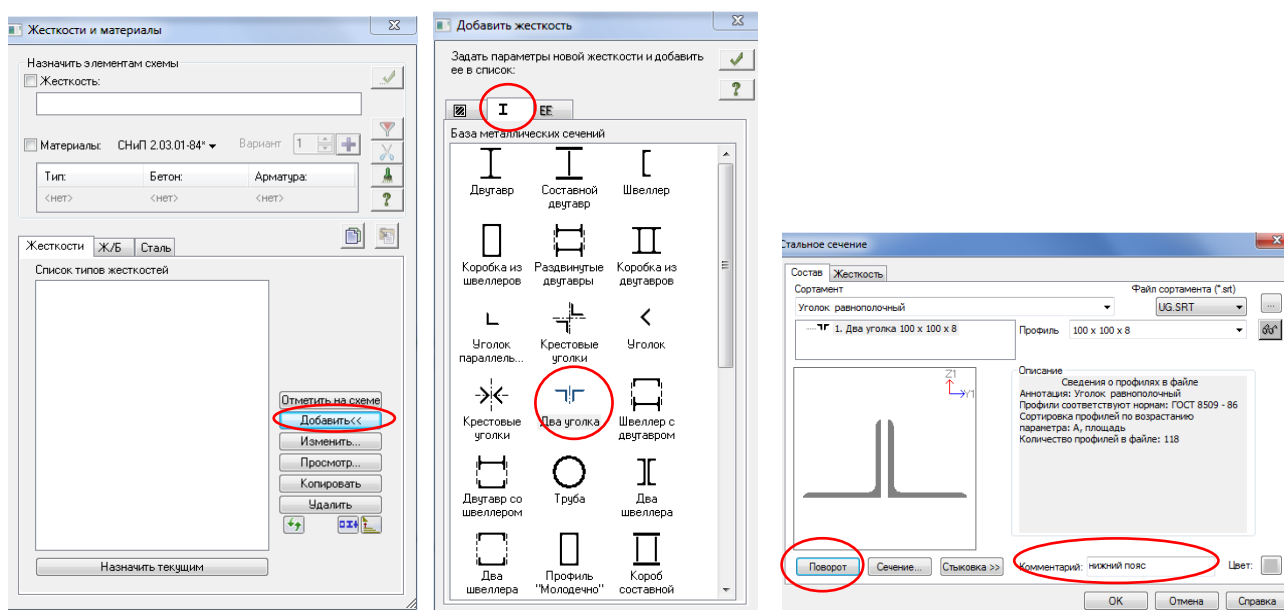 Жесткости и материалы
Назначить элементам схемы
Жесткость:
Материалы: СНиП 2.03.01-84* Вариант 1
Тип: Бетон: Арматура:
<нет> <нет> <нет>
?
Жесткости Ж/Б Сталь
Список типов жесткостей
Отметить на схеме
Добавить<<
Изменить...
Просмотр...
Копировать
Удалить
Назначить текущим
Добавить жесткость
Задать параметры новой жесткости и добавить
ее в список:
?
База металлических сечений
Двутавр Составной Швеллер
двутавр
Коробка из Раздвинутые Коробка из
швеллеров двутавры двутавров
Уголок Крестовые Уголок
параллель... уголки
Крестовые Два уголка Швеллер с
уголки двутавром
Двутавр со Труба Два
швеллером швеллера
Два Профиль Короб
швеллера "Молодечно" составной
Стальное сечение
Состав Жесткость
Сортамент Файл сортамента (*.srt)
Уголок равнополочный UG.SRT ...
1. Два уголка 100 x 100 x 8 Профиль 100 x 100 x 8
Z1
Y1
Описание
Сведения о профилях в файле
Аннотация: Уголок равнополочный
Профили соответствуют нормам: ГОСТ 8509 - 86
Сортировка профилей по возрастанию
параметра: A, площадь
Количество профилей в файле: 118
Поворот Сечение... Стыковка >> Комментарий: нижний пояс Цвет:
OK Отмена Справка